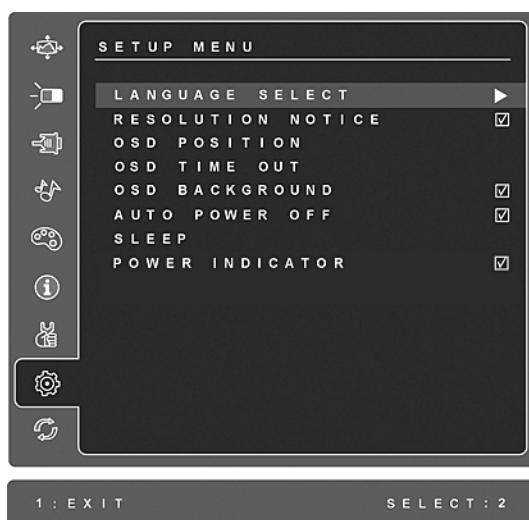 SETUP MENU
LANGUAGE SELECT
RESOLUTION NOTICE
OSD POSITION
OSD TIME OUT
OSD BACKGROUND
AUTO POWER OFF
SLEEP
POWER INDICATOR
1:EXIT SELECT:2